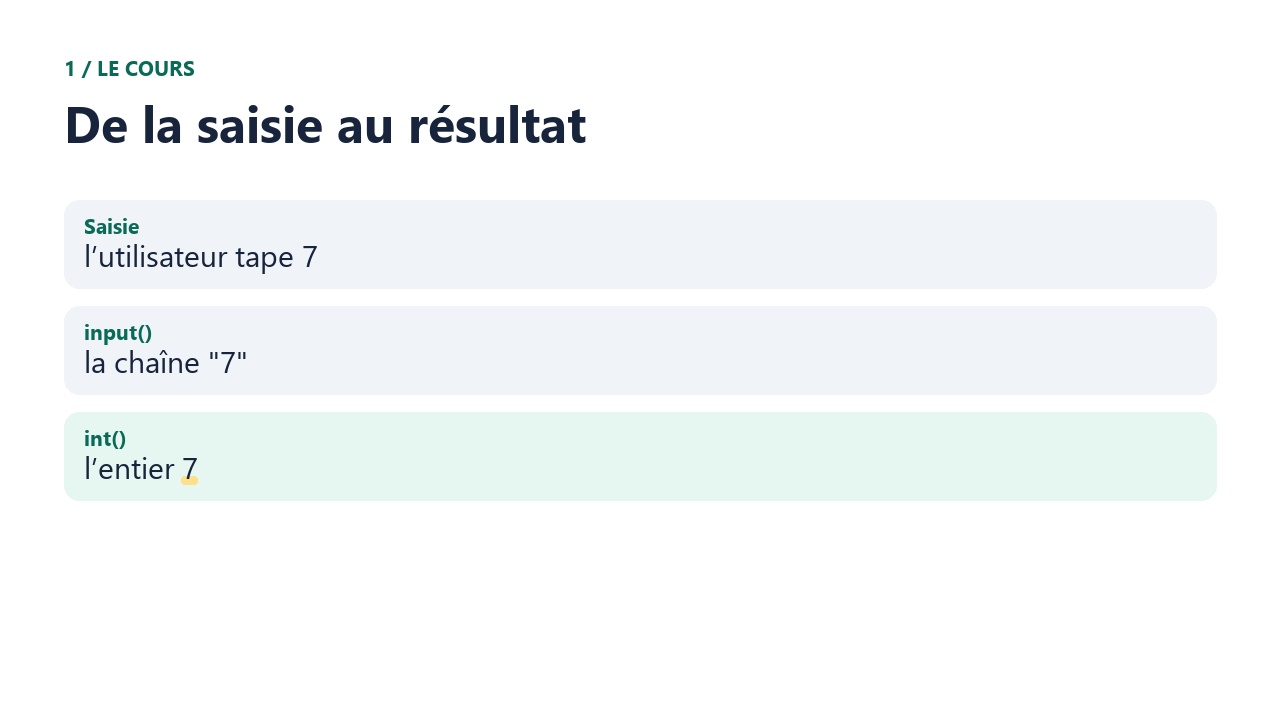 1 / LE COURS
De la saisie au résultat
Saisie
l’utilisateur tape 7
input()
la chaîne "7"
int()
l’entier 7